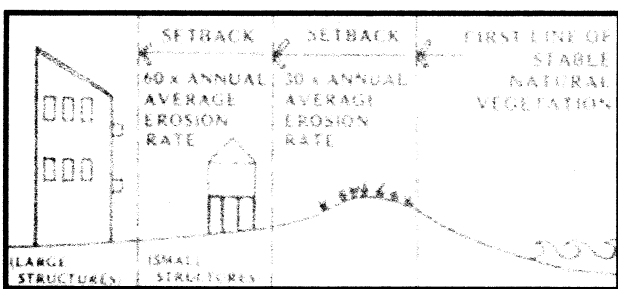 SETBACK
60 x ANNUAL
AVERAGE
EROSION
RATE
SETBACK
30 x ANNUAL
AVERAGE
EROSION
RATE
FIRST LINE OF
STABLE
NATURAL
VEGETATION
(LARGE
STRUCTURES)
(SMALL
STRUCTURES